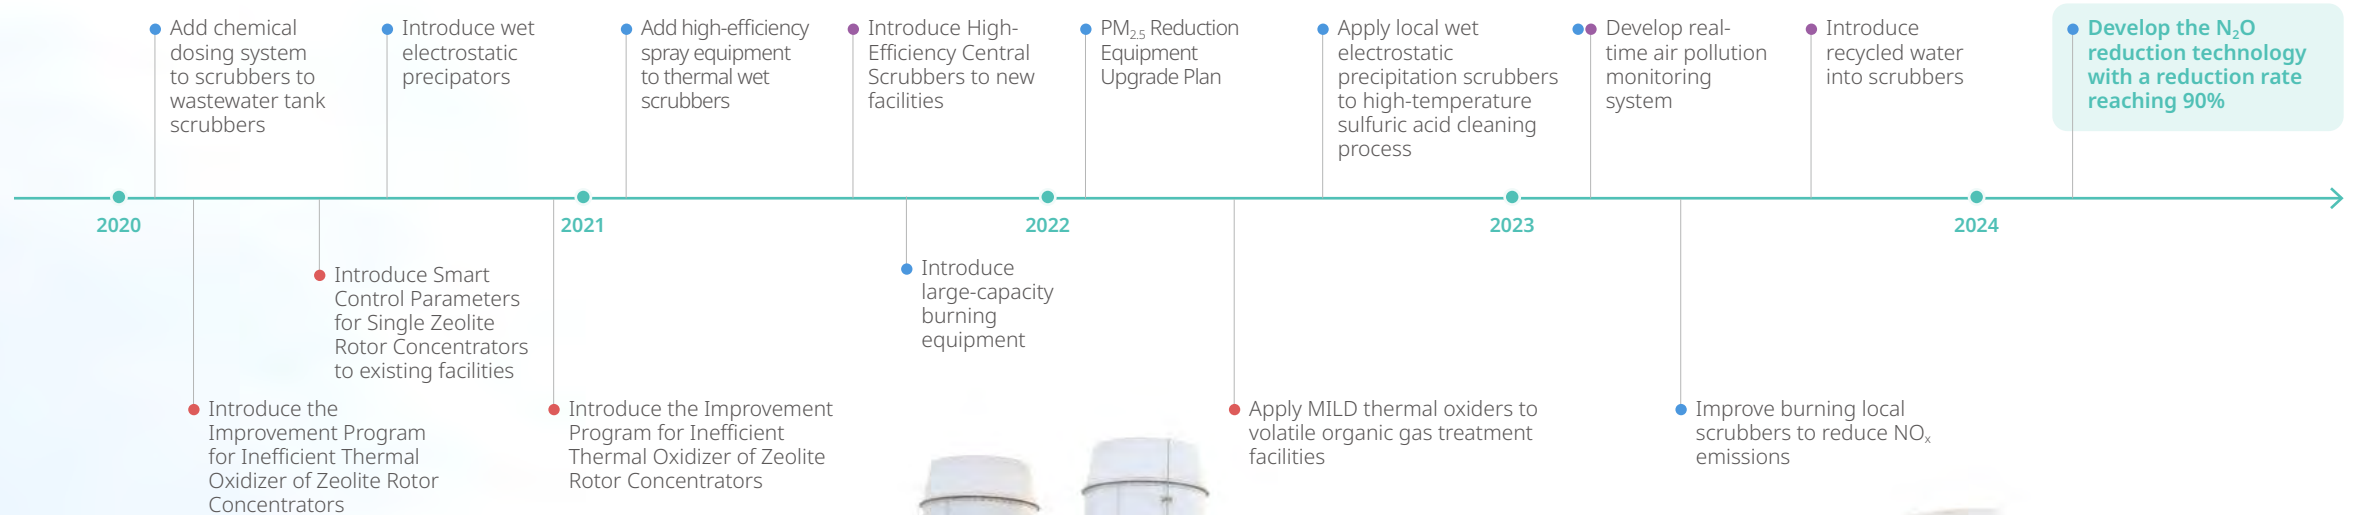 Add chemical
dosing system
to scrubbers to
wastewater tank
scrubbers
Introduce wet
electrostatic
precipators
Add high-efficiency
spray equipment
to thermal wet
scrubbers
Introduce High-
Efficiency Central
Scrubbers to new
facilities
PM2.5 Reduction
Equipment
Upgrade Plan
Apply local wet
electrostatic
precipitation scrubbers
to high-temperature
sulfuric acid cleaning
process
Develop real-
time air pollution
monitoring
system
Introduce
recycled water
into scrubbers
Develop the N2O
reduction technology
with a reduction rate
reaching 90%
2020
2021
2022
2023
2024
Introduce the
Improvement Program
for Inefficient Thermal
Oxidizer of Zeolite Rotor
Concentrators
Introduce Smart
Control Parameters
for Single Zeolite
Rotor Concentrators
to existing facilities
Introduce the Improvement
Program for Inefficient
Thermal Oxidizer of Zeolite
Rotor Concentrators
Introduce
large-capacity
burning
equipment
Apply MILD thermal oxiders to
volatile organic gas treatment
facilities
Improve burning local
scrubbers to reduce NOx
emissions